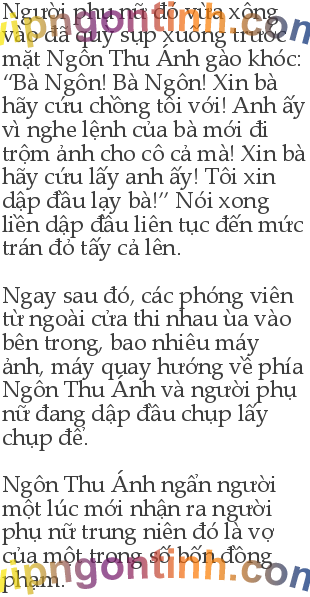 Người phụ nữ đó vừa xông
vào đã quỳ sụp xuống trước
mặt Ngôn Thu Ánh gào khóc:
“Bà Ngôn! Bà Ngôn! Xin bà
hãy cứu chồng tôi với! Anh ấy
vì nghe lệnh của bà mới đi
trộm ảnh cho cô cả mà! Xin bà
hãy cứu lấy anh ấy! Tôi xin
dập đầu lạy bà!” Nói xong
liền dập đầu liên tục đến mức
trán đỏ tấy cả lên.
Ngay sau đó, các phóng viên
từ ngoài cửa thi nhau ùa vào
bên trong, bao nhiêu máy
ảnh, máy quay hướng về phía
Ngôn Thu Ánh và người phụ
nữ đang dập đầu chụp lấy
chụp để.
Ngôn Thu Ánh ngẩn người
một lúc mới nhận ra người
phụ nữ trung niên đó là vợ
của một trong số bốn đồng
phạm.
vipngontinh.com
vipngontinh.com